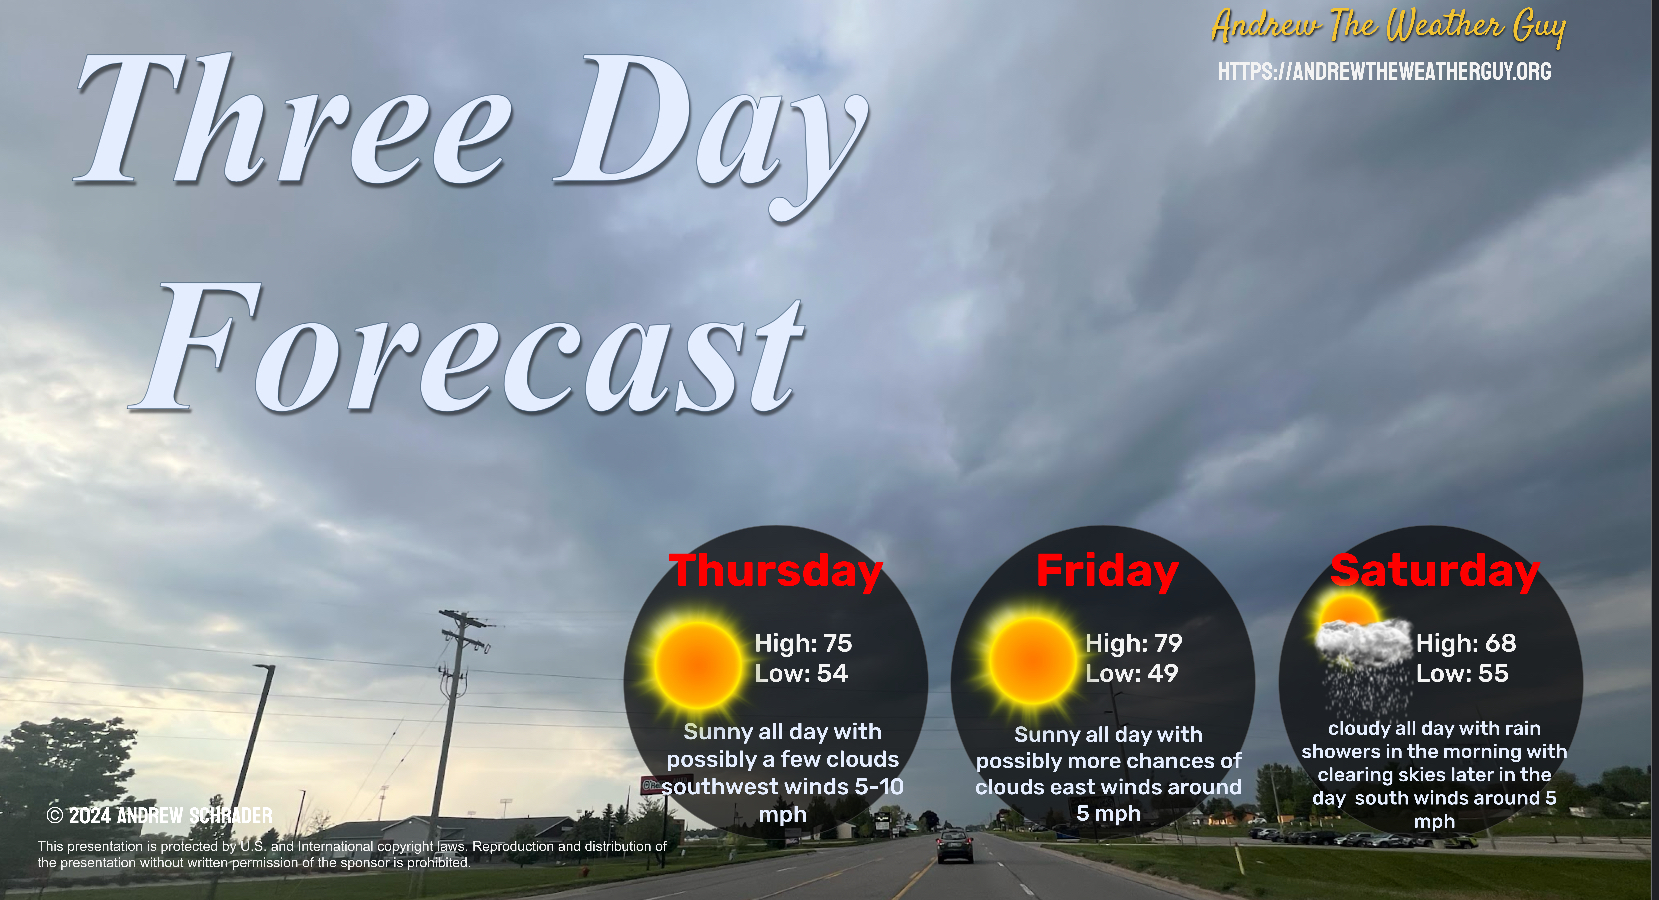 Andrew The Weather Guy
HTTPS://ANDREWTHEWEATHERGUY.ORG
Three Day
Forecast
Thursday
High: 75
Low: 54
Sunny all day with
possibly a few clouds
southwest winds 5-10
mph
Friday
High: 79
Low: 49
Sunny all day with
possibly more chances of
clouds east winds around
5 mph
Saturday
High: 68
Low: 55
cloudy all day with rain
showers in the morning with
clearing skies later in the
day south winds around 5
mph
© 2024 ANDREW SCHRADER
This presentation is protected by U.S. and International copyright laws. Reproduction and distribution of
the presentation without written permission of the sponsor is prohibited.